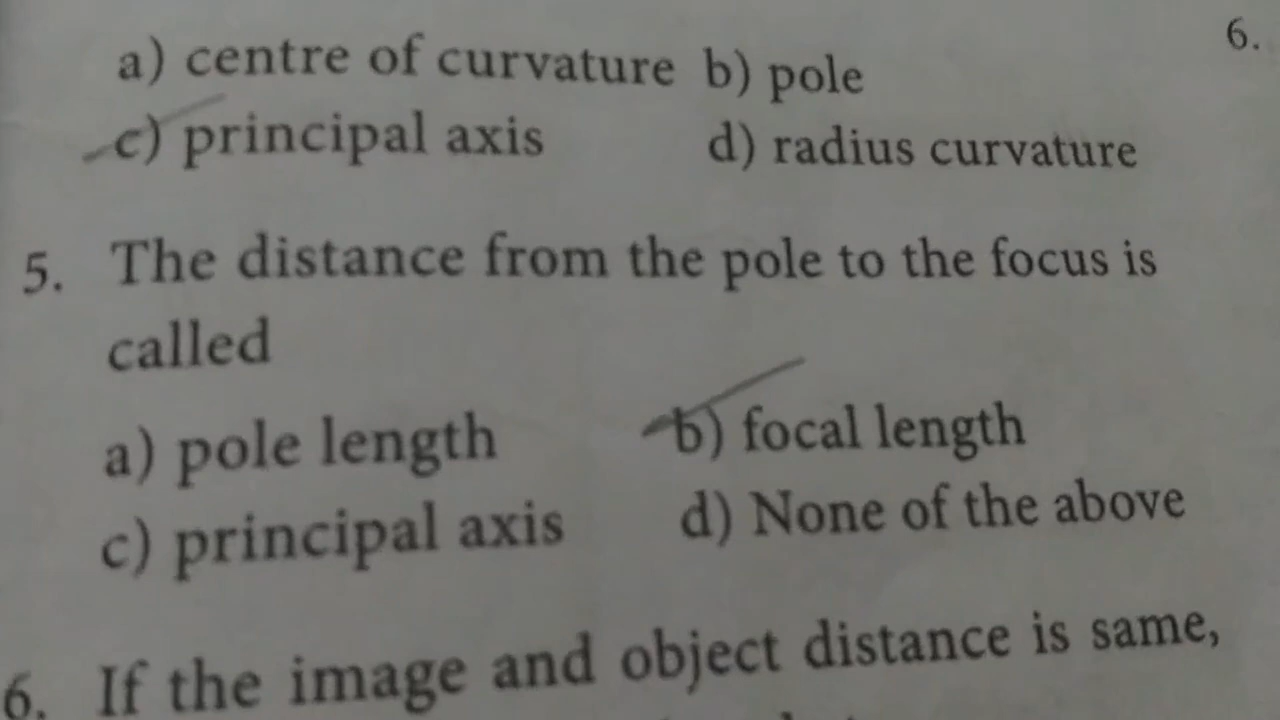 a) centre of curvature b) pole
6.
c) principal axis d) radius curvature
5. The distance from the pole to the focus is
called
a) pole length b) focal length
c) principal axis d) None of the above
6. If the image and object distance is same,